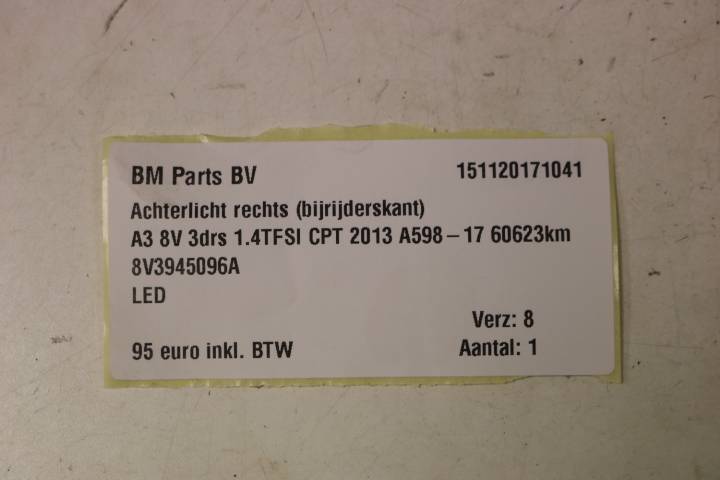 BM Parts BV 151120171041
Achterlicht rechts (bijrijderskant)
A3 8V 3drs 1.4TFSI CPT 2013 A598-17 60623km
8V3945096A
LED
Verz: 8
95 euro inkl. BTW Aantal: 1